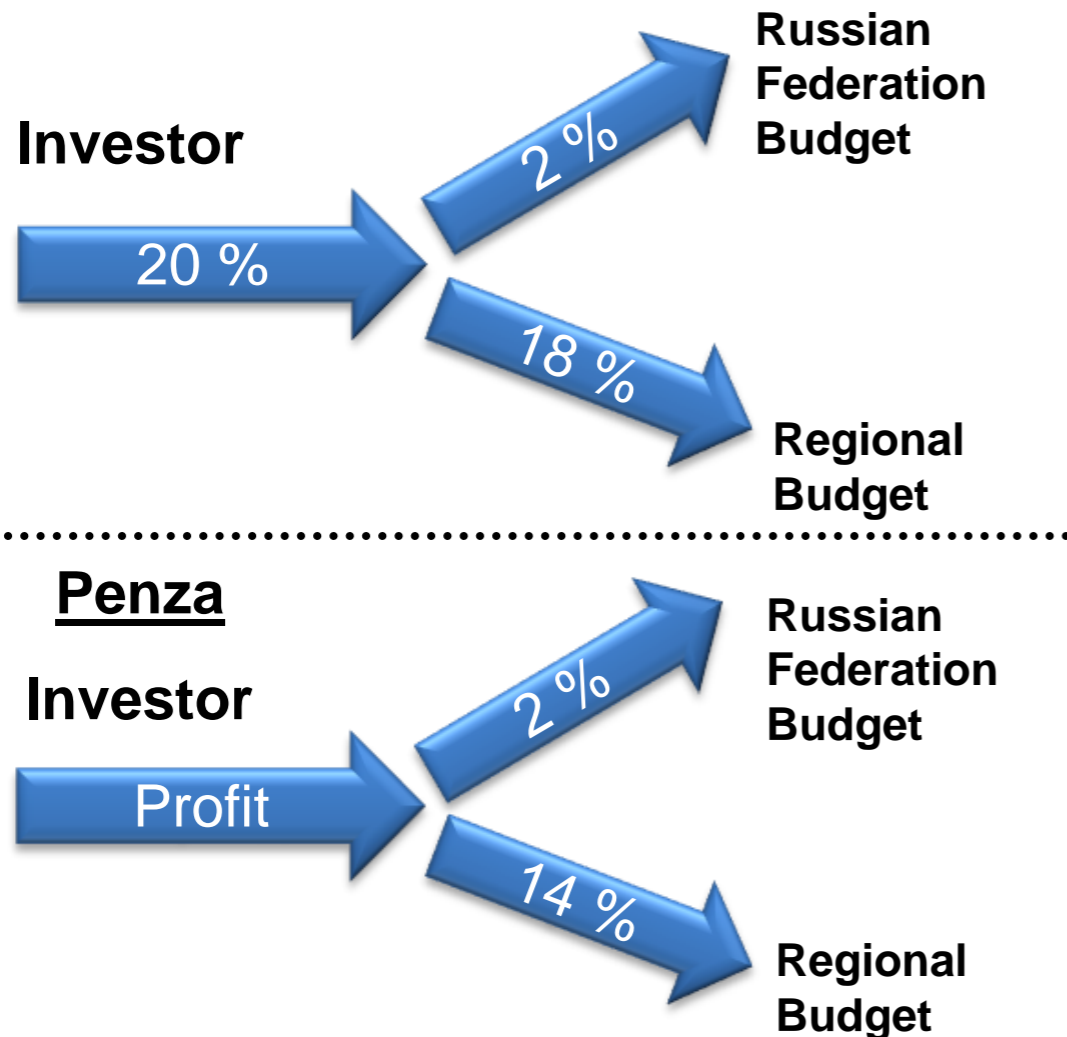 Investor
20 %
2 %
Russian
Federation
Budget
18 %
Regional
Budget
Penza
Investor
Profit
2 %
Russian
Federation
Budget
14 %
Regional
Budget